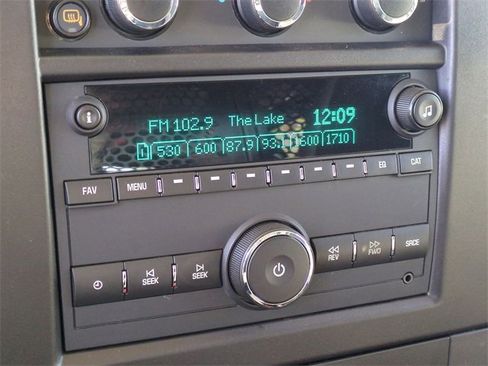 FM 102.9 The Lake 12:09
1 530 600 87.9 93.1 1600 1710
i
FAV MENU EQ CAT
SEEK SEEK REV FWD SRCE